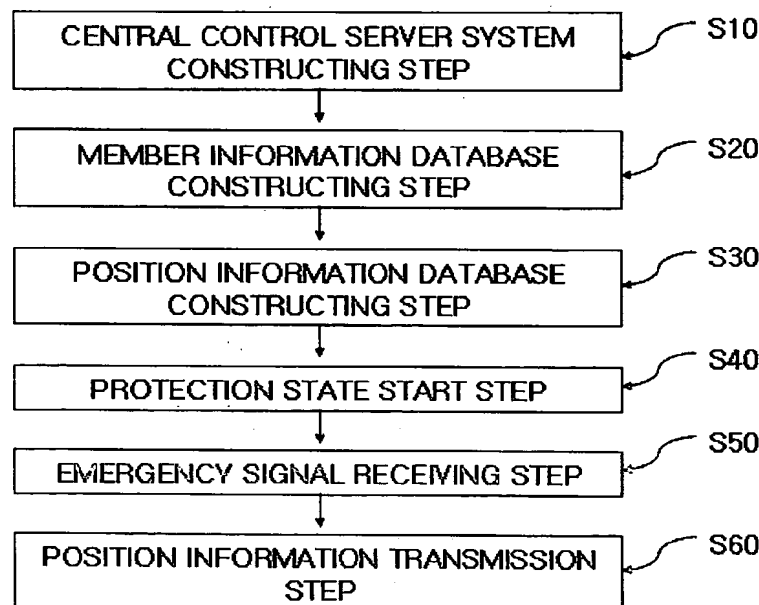 CENTRAL CONTROL SERVER SYSTEM
CONSTRUCTING STEP
S10
MEMBER INFORMATION DATABASE
CONSTRUCTING STEP
S20
POSITION INFORMATION DATABASE
CONSTRUCTING STEP
S30
PROTECTION STATE START STEP
S40
EMERGENCY SIGNAL RECEIVING STEP
S50
POSITION INFORMATION TRANSMISSION
STEP
S60